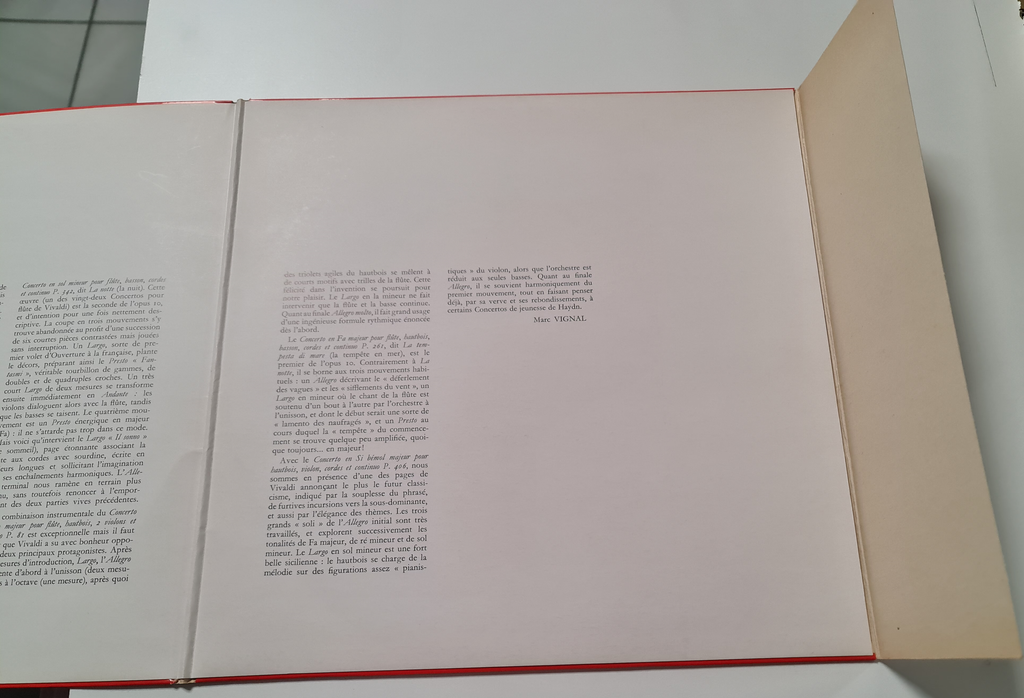 de
Concerto en sol mineur pour flûte, basson, cordes
et continuo P. 342, dit La notte (la nuit). Cette
œuvre (un des vingt-deux Concertos pour
flûte de Vivaldi) est la seconde de l'opus 10,
et d'intention pour une fois nettement des-
criptive. La coupe en trois mouvements s'y
trouve abandonnée au profit d'une succession
de six courtes pièces contrastées mais jouées
sans interruption. Un Largo, sorte de pre-
mier volet d'Ouverture à la française, plante
le décors, préparant ainsi le Presto « Fan-
tasmi », véritable tourbillon de gammes, de
doubles et de quadruples croches. Un très
court Largo de deux mesures se transforme
ensuite immédiatement en Andante : les
violons dialoguent alors avec la flûte, tandis
que les basses se taisent. Le quatrième mou-
vement est un Presto énergique en majeur
Fa) : il ne s'attarde pas trop dans ce mode.
lais voici qu'intervient le Largo « Il sonno »
sommeil), page étonnante associant la
te aux cordes avec sourdine, écrite en
eurs longues et sollicitant l'imagination
ses enchaînements harmoniques. L'Alle-
terminal nous ramène en terrain plus
nu, sans toutefois renoncer à l'empor-
nt des deux parties vives précédentes.
combinaison instrumentale du Concerto
majeur pour flûte, hautbois, 2 violons et
P. 81 est exceptionnelle mais il faut
que Vivaldi a su avec bonheur oppo-
deux principaux protagonistes. Après
esures d'introduction, Largo, l'Allegro
ente d'abord à l'unisson (deux mesu-
s à l'octave (une mesure), après quoi
des triolets agiles du hautbois se mêlent à
de courts motifs avec trilles de la flûte. Cette
félicité dans l'invention se poursuit pour
notre plaisir. Le Largo en la mineur ne fait
intervenir que la flûte et la basse continue.
Quant au finale Allegro molto, il fait grand usage
d'une ingénieuse formule rythmique énoncée
dès l'abord.
Le Concerto en Fa majeur pour flûte, hautbois,
basson, cordes et continuo P. 261, dit La tem-
pesta di mare (la tempête en mer), est le
premier de l'opus 10. Contrairement à La
notte, il se borne aux trois mouvements habi-
tuels : un Allegro décrivant le « déferlement
des vagues » et les « sifflements du vent », un
Largo en mineur où le chant de la flûte est
soutenu d'un bout à l'autre par l'orchestre à
l'unisson, et dont le début serait une sorte de
« lamento des naufragés », et un Presto au
cours duquel la « tempête » du commence-
ment se trouve quelque peu amplifiée, quoi-
que toujours... en majeur!
Avec le Concerto en Si bémol majeur pour
hautbois, violon, cordes et continuo P. 406, nous
sommes en présence d'une des pages de
Vivaldi annonçant le plus le futur classi-
cisme, indiqué par la souplesse du phrasé,
de furtives incursions vers la sous-dominante,
et aussi par l'élégance des thèmes. Les trois
grands « soli » de l'Allegro initial sont très
travaillés, et explorent successivement les
tonalités de Fa majeur, de ré mineur et de sol
mineur. Le Largo en sol mineur est une fort
belle sicilienne : le hautbois se charge de la
mélodie sur des figurations assez « pianis-
tiques » du violon, alors que l'orchestre est
réduit aux seules basses. Quant au finale
Allegro, il se souvient harmoniquement du
premier mouvement, tout en faisant penser
déjà, par sa verve et ses rebondissements, à
certains Concertos de jeunesse de Haydn.
Marc VIGNAL